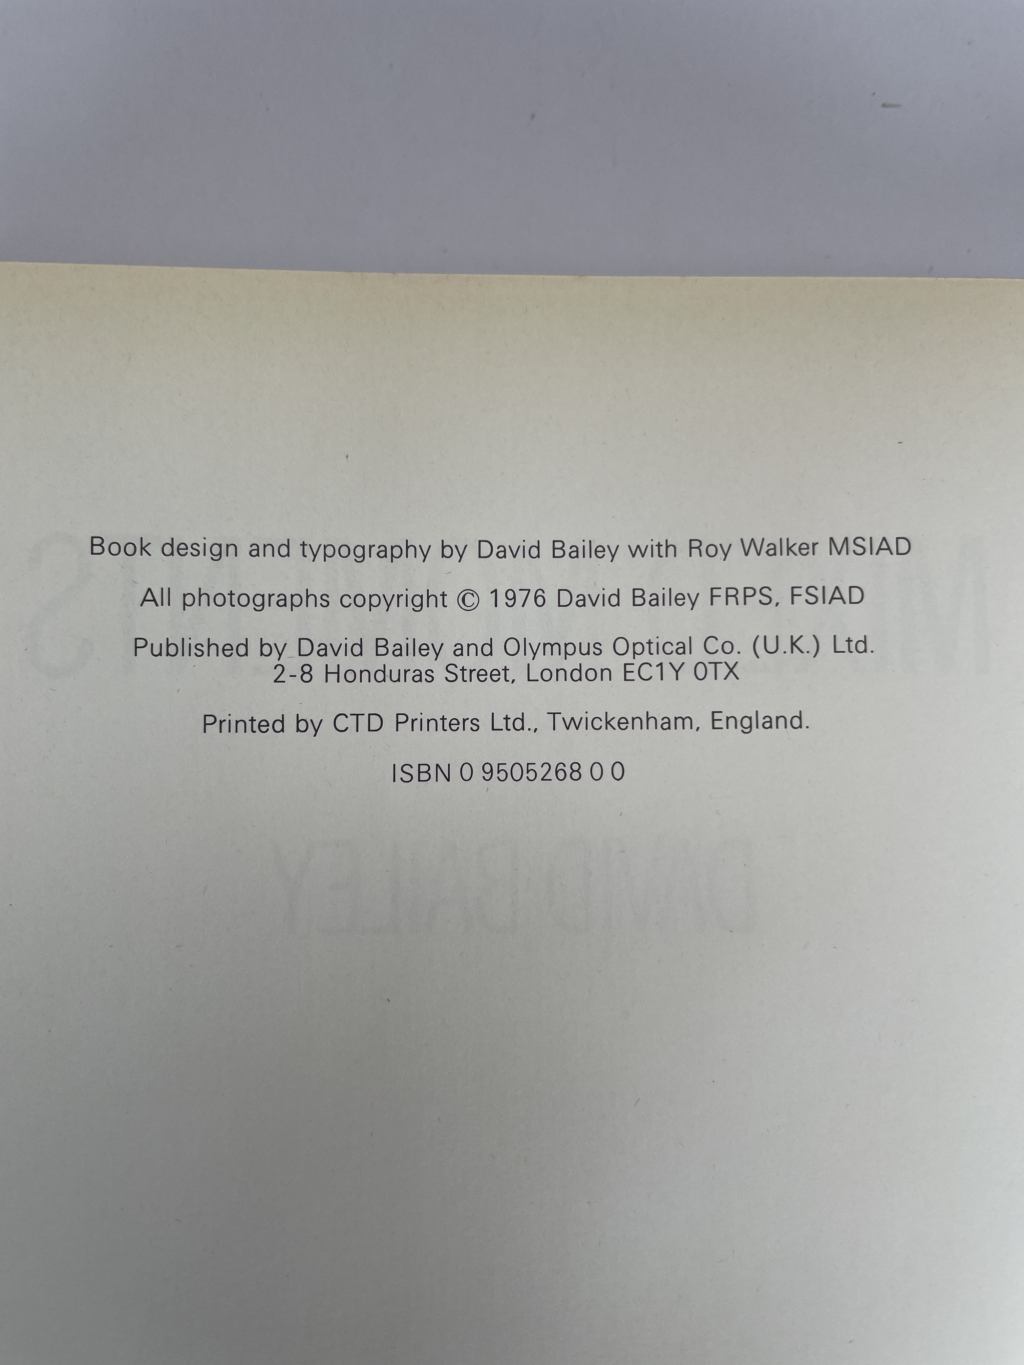 Book design and typography by David Bailey with Roy Walker MSIAD
All photographs copyright © 1976 David Bailey FRPS, FSIAD
Published by David Bailey and Olympus Optical Co. (U.K.) Ltd.
2-8 Honduras Street, London EC1Y 0TX
Printed by CTD Printers Ltd., Twickenham, England.
ISBN 0 9505268 0 0
DAVID BAILEY